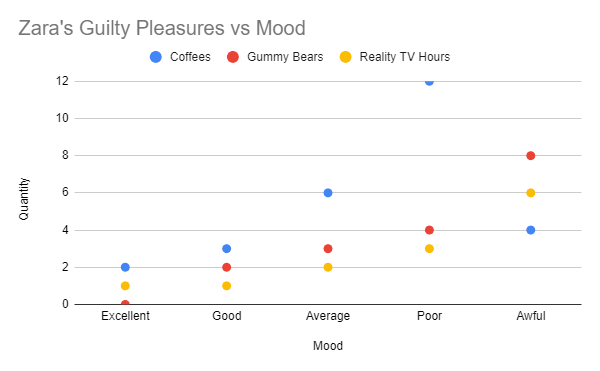 Zara's Guilty Pleasures vs Mood
Coffees Gummy Bears Reality TV Hours
12
10
8
6
4
2
0
Quantity
Excellent Good Average Poor Awful
Mood